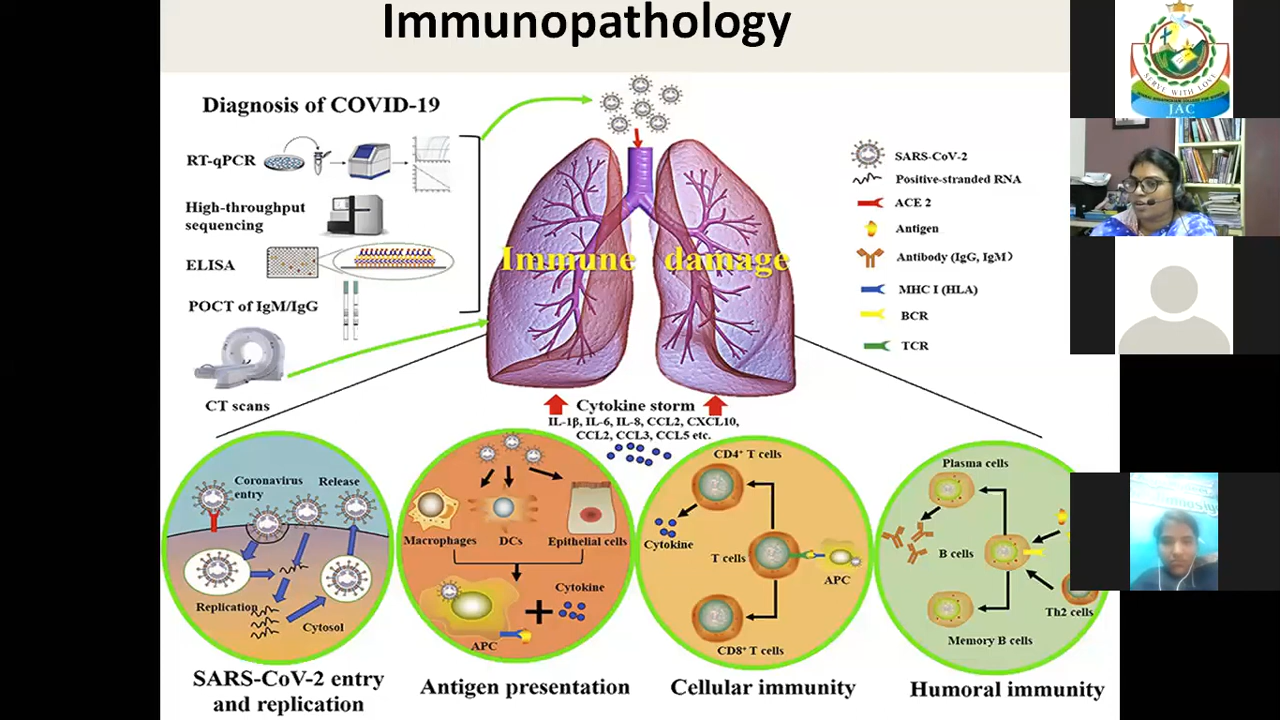 Immunopathology
Diagnosis of COVID-19
RT-qPCR
High-throughput
sequencing
ELISA
POCT of IgM/IgG
CT scans
Immune damage
SARS-CoV-2
Positive-stranded RNA
ACE 2
Antigen
Antibody (IgG, IgM)
MHC I (HLA)
BCR
TCR
Cytokine storm
IL-1β, IL-6, IL-8, CCL2, CXCL10,
CCL2, CCL3, CCL5 etc.
Coronavirus
entry
Release
Replication
Cytosol
SARS-CoV-2 entry
and replication
Macrophages
DCs
Epithelial cells
Cytokine
APC
Antigen presentation
CD4⁺ T cells
Cytokine
T cells
APC
CD8⁺ T cells
Cellular immunity
Plasma cells
B cells
Th2 cells
Memory B cells
Humoral immunity
SERVE WITH LOVE
JAC